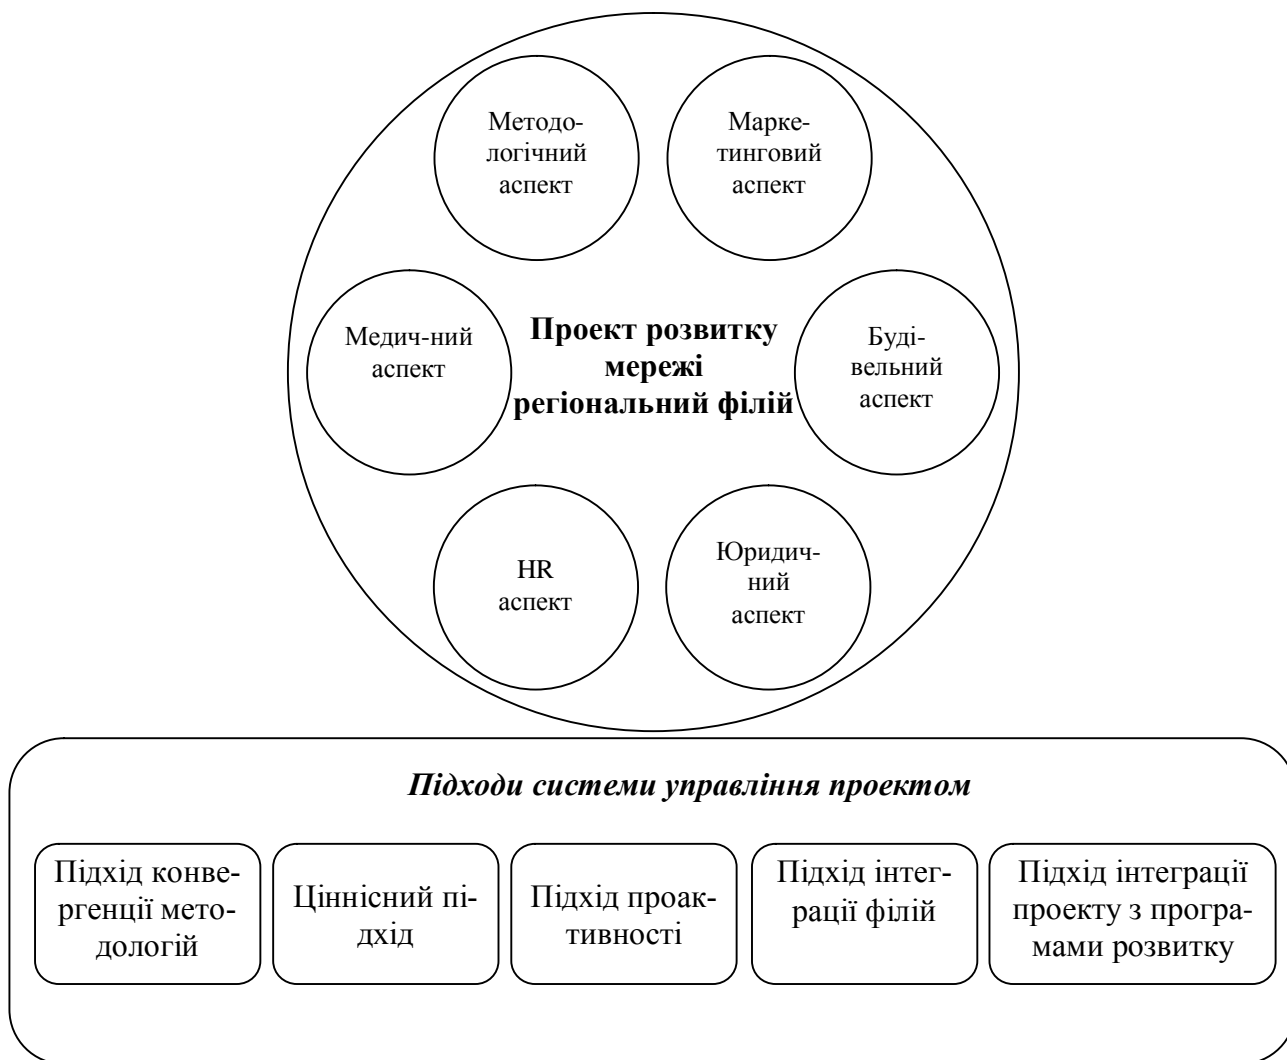 Методо-
логічний
аспект
Марке-
тинговий
аспект
Медич-ний
аспект
Проект розвитку
мережі
регіональний філій
Буді-
вельний
аспект
HR
аспект
Юридич-
ний
аспект
Підходи системи управління проектом
Підхід конве-
ргенції мето-
дологій
Ціннісний пі-
дхід
Підхід проак-
тивності
Підхід інтег-
рації філій
Підхід інтеграції
проекту з програ-
мами розвитку